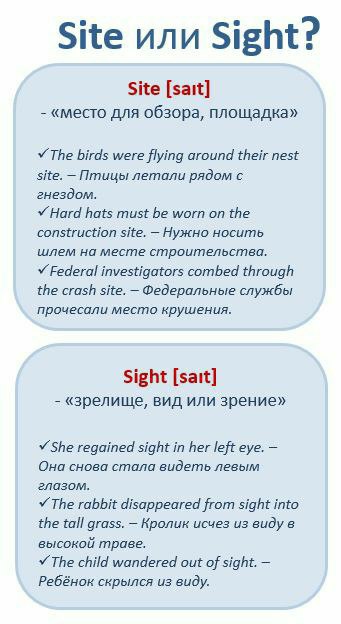 Site или Sight?
Site [saɪt]
- «место для обзора, площадка»
✓The birds were flying around their nest
site. – Птицы летали рядом с
гнездом.
✓Hard hats must be worn on the
construction site. – Нужно носить
шлем на месте строительства.
✓Federal investigators combed through
the crash site. – Федеральные службы
прочесали место крушения.
Sight [saɪt]
- «зрелище, вид или зрение»
✓She regained sight in her left eye. –
Она снова стала видеть левым
глазом.
✓The rabbit disappeared from sight into
the tall grass. – Кролик исчез из виду в
высокой траве.
✓The child wandered out of sight. –
Ребёнок скрылся из виду.